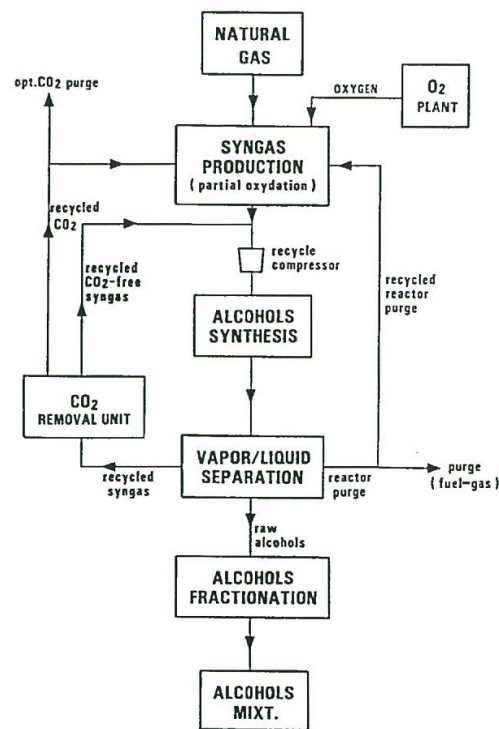 NATURAL
GAS
opt.CO2 purge
OXYGEN
O2
PLANT
SYNGAS
PRODUCTION
(partial oxydation)
recycled
CO2
recycled
CO2-free
syngas
recycle
compressor
recycled
reactor
purge
ALCOHOLS
SYNTHESIS
CO2
REMOVAL UNIT
VAPOR/LIQUID
SEPARATION
recycled
syngas
reactor
purge
purge
(fuel-gas)
raw
alcohols
ALCOHOLS
FRACTIONATION
ALCOHOLS
MIXT.